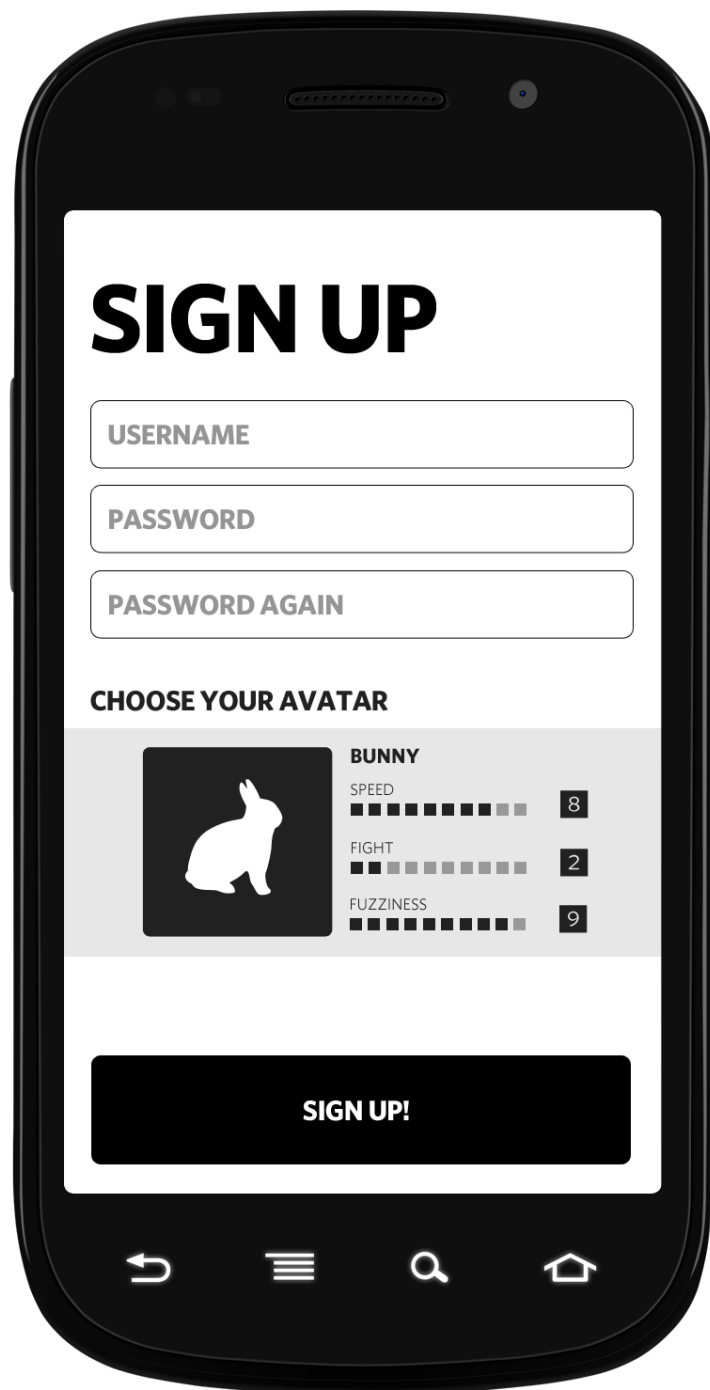 SIGN UP
USERNAME
PASSWORD
PASSWORD AGAIN
CHOOSE YOUR AVATAR
BUNNY
SPEED
8
FIGHT
2
FUZZINESS
9
SIGN UP!